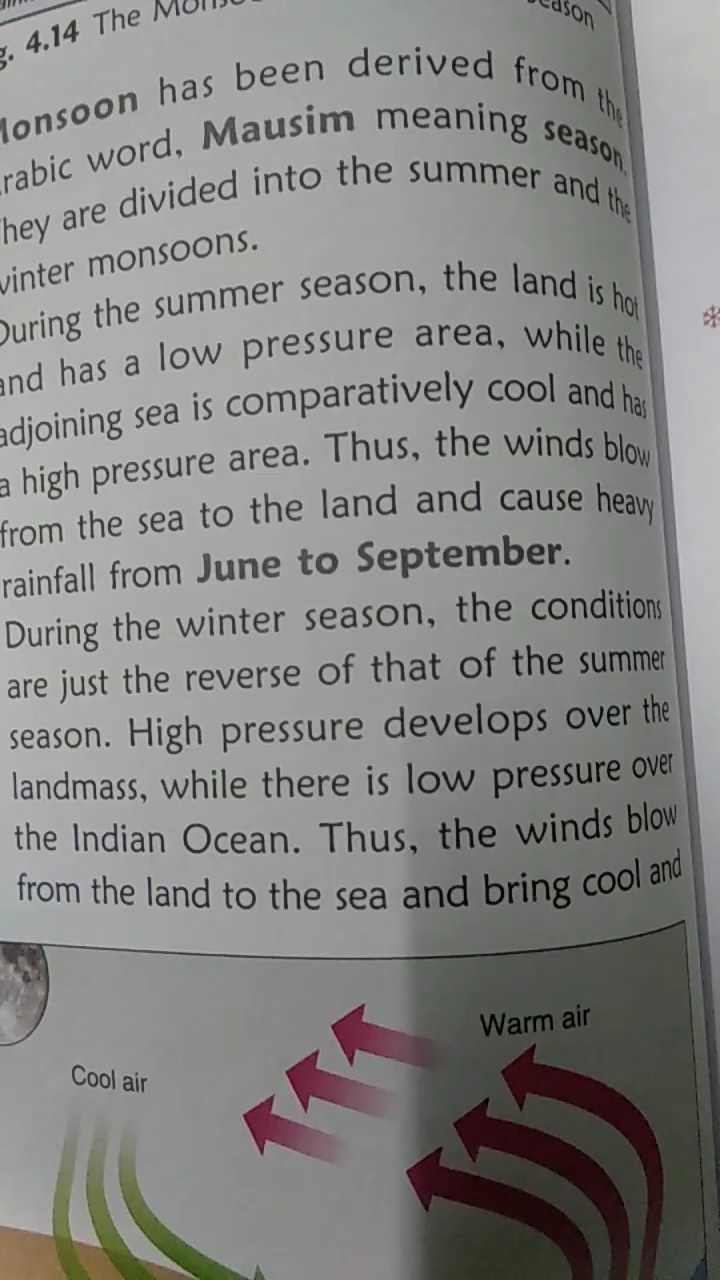 4.14 The
Monsoon has been derived from the
Arabic word, Mausim meaning season.
They are divided into the summer and the
winter monsoons.
During the summer season, the land is hot
and has a low pressure area, while the
adjoining sea is comparatively cool and has
a high pressure area. Thus, the winds blow
from the sea to the land and cause heavy
rainfall from June to September.
During the winter season, the conditions
are just the reverse of that of the summer
season. High pressure develops over the
landmass, while there is low pressure over
the Indian Ocean. Thus, the winds blow
from the land to the sea and bring cool and
Warm air
Cool air